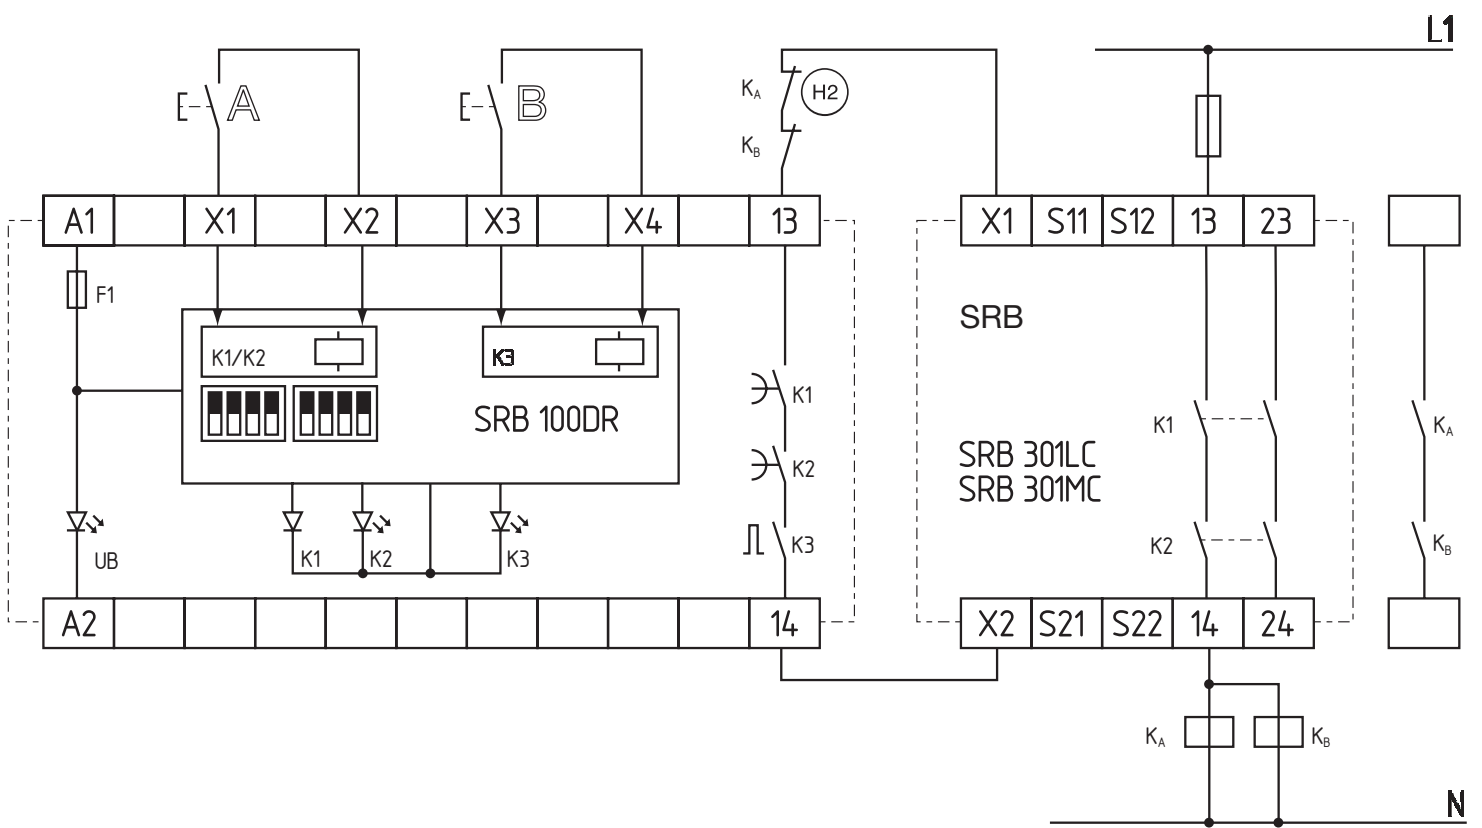 L1
A
B
KA
H2
KB
A1 X1 X2 X3 X4 13
X1 S11 S12 13 23
F1
SRB
K1/K2
K3
K1
SRB 100DR
K1
KA
K2
SRB 301LC
SRB 301MC
UB
K1
K2
K3
K3
K2
KB
A2 14
X2 S21 S22 14 24
KA
KB
N